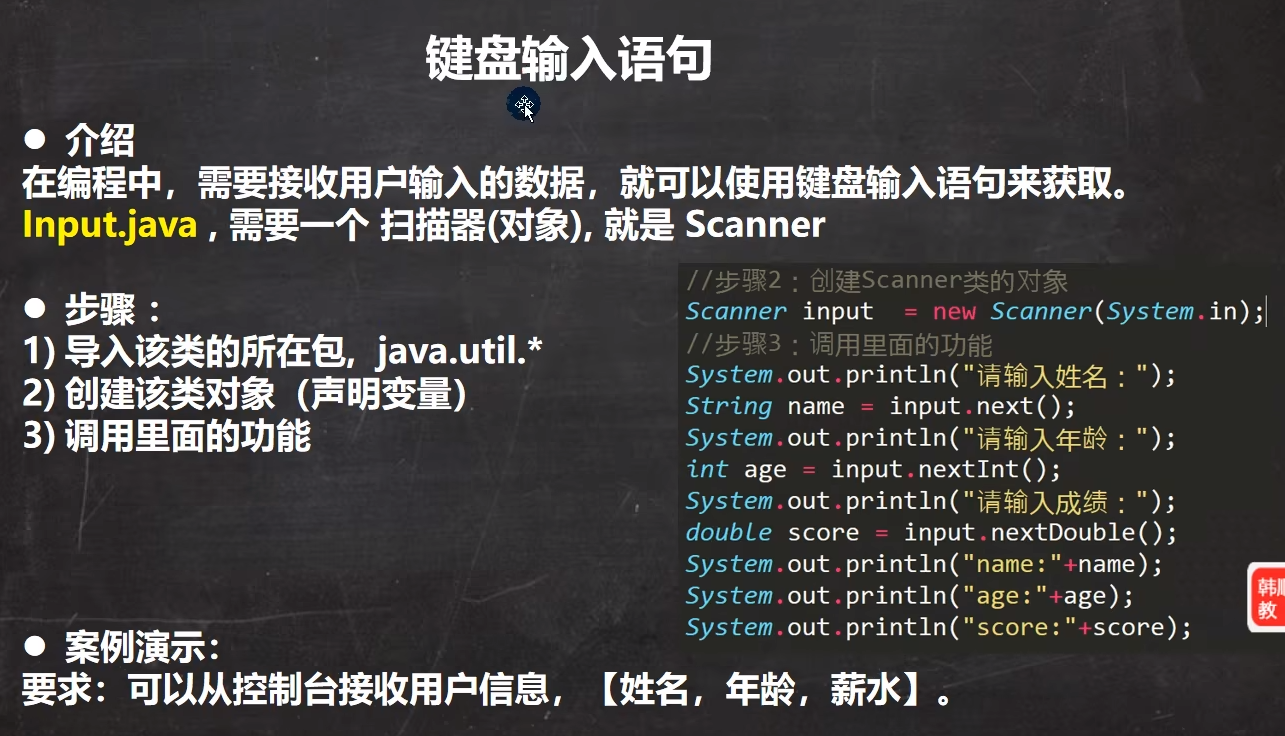 键盘输入语句
● 介绍
在编程中，需要接收用户输入的数据，就可以使用键盘输入语句来获取。
Input.java , 需要一个 扫描器(对象), 就是 Scanner
● 步骤 ：
1) 导入该类的所在包,  java.util.*
2) 创建该类对象（声明变量）
3) 调用里面的功能
//步骤2：创建Scanner类的对象
Scanner input  = new Scanner(System.in);
//步骤3：调用里面的功能
System.out.println("请输入姓名：");
String name = input.next();
System.out.println("请输入年龄：");
int age = input.nextInt();
System.out.println("请输入成绩：");
double score = input.nextDouble();
System.out.println("name:"+name);
System.out.println("age:"+age);
System.out.println("score:"+score);
● 案例演示：
要求：可以从控制台接收用户信息，【姓名，年龄，薪水】。
韩顺
教